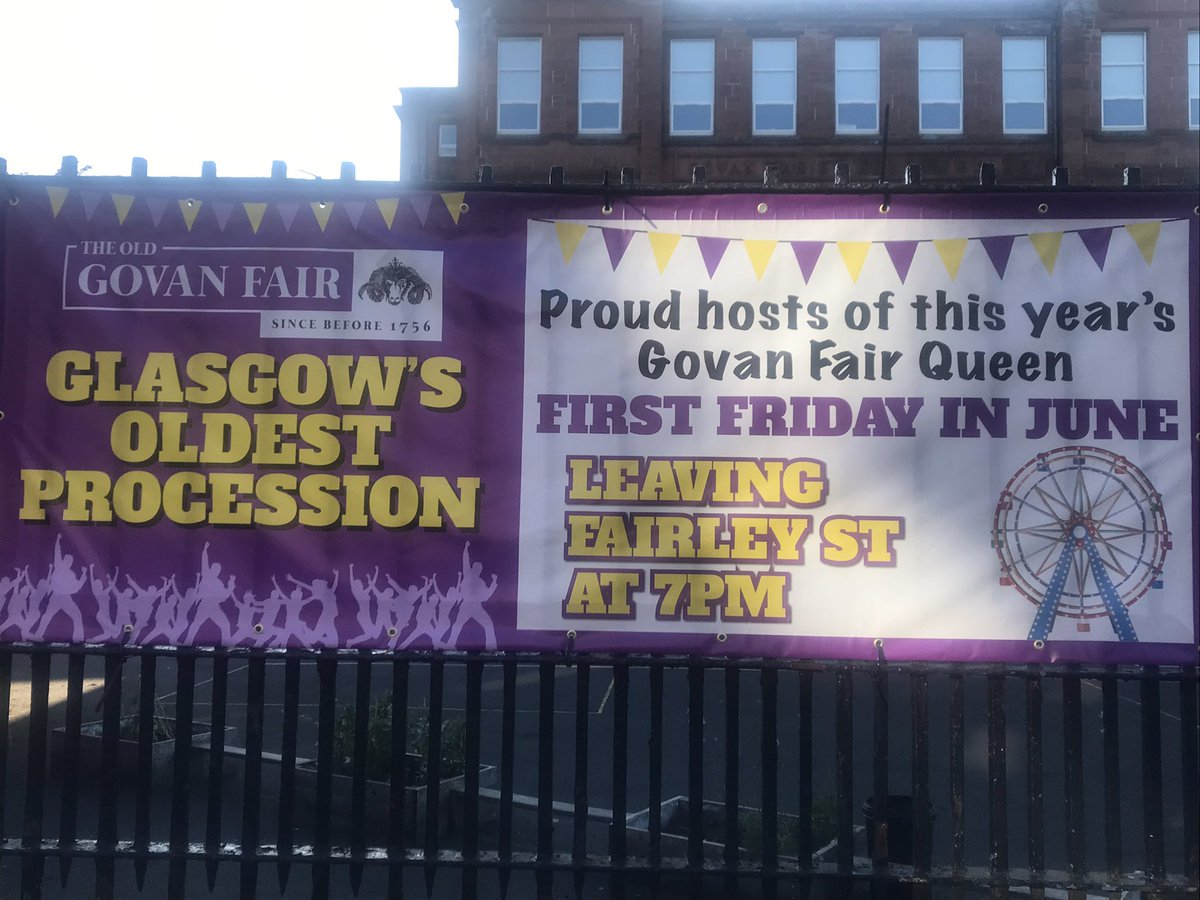 THE OLD
GOVAN FAIR
SINCE BEFORE 1756
GLASGOW'S
OLDEST
PROCESSION
Proud hosts of this year's
Govan Fair Queen
FIRST FRIDAY IN JUNE
LEAVING
FAIRLEY ST
AT 7PM